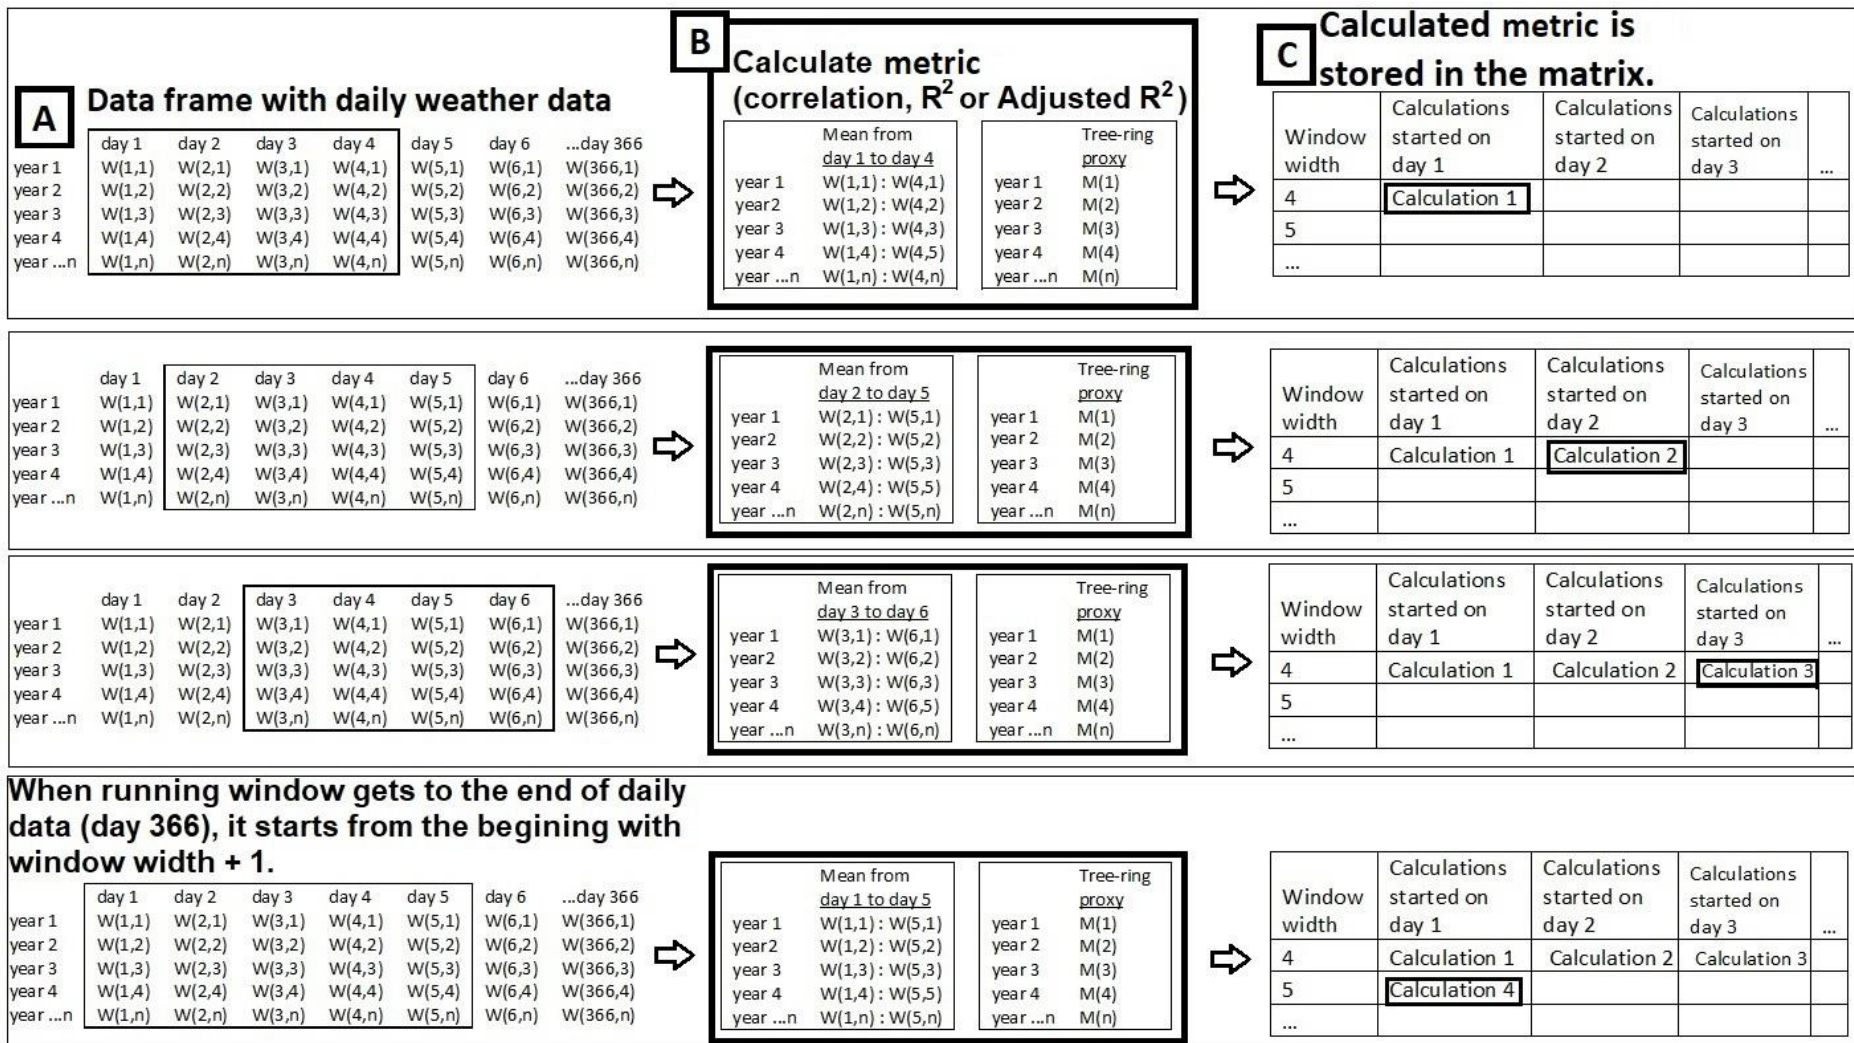 A Data frame with daily weather data
day 1 day 2 day 3 day 4 day 5 day 6 ...day 366
year 1 W(1,1) W(2,1) W(3,1) W(4,1) W(5,1) W(6,1) W(366,1)
year 2 W(1,2) W(2,2) W(3,2) W(4,2) W(5,2) W(6,2) W(366,2)
year 3 W(1,3) W(2,3) W(3,3) W(4,3) W(5,3) W(6,3) W(366,3)
year 4 W(1,4) W(2,4) W(3,4) W(4,4) W(5,4) W(6,4) W(366,4)
year ...n W(1,n) W(2,n) W(3,n) W(4,n) W(5,n) W(6,n) W(366,n)
B Calculate metric
(correlation, R² or Adjusted R²)
Mean from
day 1 to day 4
year 1 W(1,1) : W(4,1)
year2 W(1,2) : W(4,2)
year 3 W(1,3) : W(4,3)
year 4 W(1,4) : W(4,5)
year ...n W(1,n) : W(4,n)
Tree-ring
proxy
year 1 M(1)
year 2 M(2)
year 3 M(3)
year 4 M(4)
year ...n M(n)
C Calculated metric is
stored in the matrix.
Window width
Calculations started on day 1
Calculations started on day 2
Calculations started on day 3
...
4 Calculation 1
5
...
day 1 day 2 day 3 day 4 day 5 day 6 ...day 366
year 1 W(1,1) W(2,1) W(3,1) W(4,1) W(5,1) W(6,1) W(366,1)
year 2 W(1,2) W(2,2) W(3,2) W(4,2) W(5,2) W(6,2) W(366,2)
year 3 W(1,3) W(2,3) W(3,3) W(4,3) W(5,3) W(6,3) W(366,3)
year 4 W(1,4) W(2,4) W(3,4) W(4,4) W(5,4) W(6,4) W(366,4)
year ...n W(1,n) W(2,n) W(3,n) W(4,n) W(5,n) W(6,n) W(366,n)
Mean from
day 2 to day 5
year 1 W(2,1) : W(5,1)
year2 W(2,2) : W(5,2)
year 3 W(2,3) : W(5,3)
year 4 W(2,4) : W(5,5)
year ...n W(2,n) : W(5,n)
Tree-ring
proxy
year 1 M(1)
year 2 M(2)
year 3 M(3)
year 4 M(4)
year ...n M(n)
Window width
Calculations started on day 1
Calculations started on day 2
Calculations started on day 3
...
4 Calculation 1 Calculation 2
5
...
day 1 day 2 day 3 day 4 day 5 day 6 ...day 366
year 1 W(1,1) W(2,1) W(3,1) W(4,1) W(5,1) W(6,1) W(366,1)
year 2 W(1,2) W(2,2) W(3,2) W(4,2) W(5,2) W(6,2) W(366,2)
year 3 W(1,3) W(2,3) W(3,3) W(4,3) W(5,3) W(6,3) W(366,3)
year 4 W(1,4) W(2,4) W(3,4) W(4,4) W(5,4) W(6,4) W(366,4)
year ...n W(1,n) W(2,n) W(3,n) W(4,n) W(5,n) W(6,n) W(366,n)
Mean from
day 3 to day 6
year 1 W(3,1) : W(6,1)
year2 W(3,2) : W(6,2)
year 3 W(3,3) : W(6,3)
year 4 W(3,4) : W(6,5)
year ...n W(3,n) : W(6,n)
Tree-ring
proxy
year 1 M(1)
year 2 M(2)
year 3 M(3)
year 4 M(4)
year ...n M(n)
Window width
Calculations started on day 1
Calculations started on day 2
Calculations started on day 3
...
4 Calculation 1 Calculation 2 Calculation 3
5
...
When running window gets to the end of daily
data (day 366), it starts from the begining with
window width + 1.
day 1 day 2 day 3 day 4 day 5 day 6 ...day 366
year 1 W(1,1) W(2,1) W(3,1) W(4,1) W(5,1) W(6,1) W(366,1)
year 2 W(1,2) W(2,2) W(3,2) W(4,2) W(5,2) W(6,2) W(366,2)
year 3 W(1,3) W(2,3) W(3,3) W(4,3) W(5,3) W(6,3) W(366,3)
year 4 W(1,4) W(2,4) W(3,4) W(4,4) W(5,4) W(6,4) W(366,4)
year ...n W(1,n) W(2,n) W(3,n) W(4,n) W(5,n) W(6,n) W(366,n)
Mean from
day 1 to day 5
year 1 W(1,1) : W(5,1)
year2 W(1,2) : W(5,2)
year 3 W(1,3) : W(5,3)
year 4 W(1,4) : W(5,5)
year ...n W(1,n) : W(5,n)
Tree-ring
proxy
year 1 M(1)
year 2 M(2)
year 3 M(3)
year 4 M(4)
year ...n M(n)
Window width
Calculations started on day 1
Calculations started on day 2
Calculations started on day 3
...
4 Calculation 1 Calculation 2 Calculation 3
5 Calculation 4
...